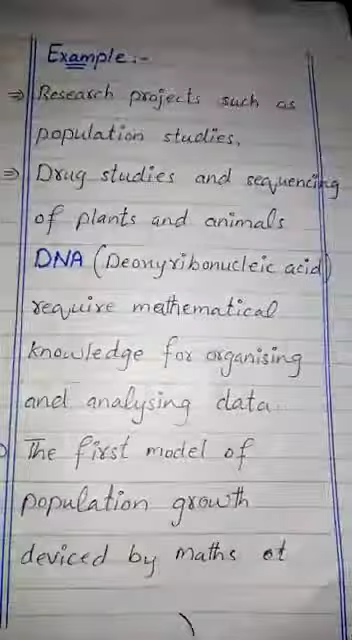 Example :-
⇒ Research projects such as
population studies.
⇒ Drug studies and sequencing
of plants and animals
DNA (Deonyribonucleic acid)
require mathematical
knowledge for organising
and analysing data.
The first model of
population growth
deviced by maths at